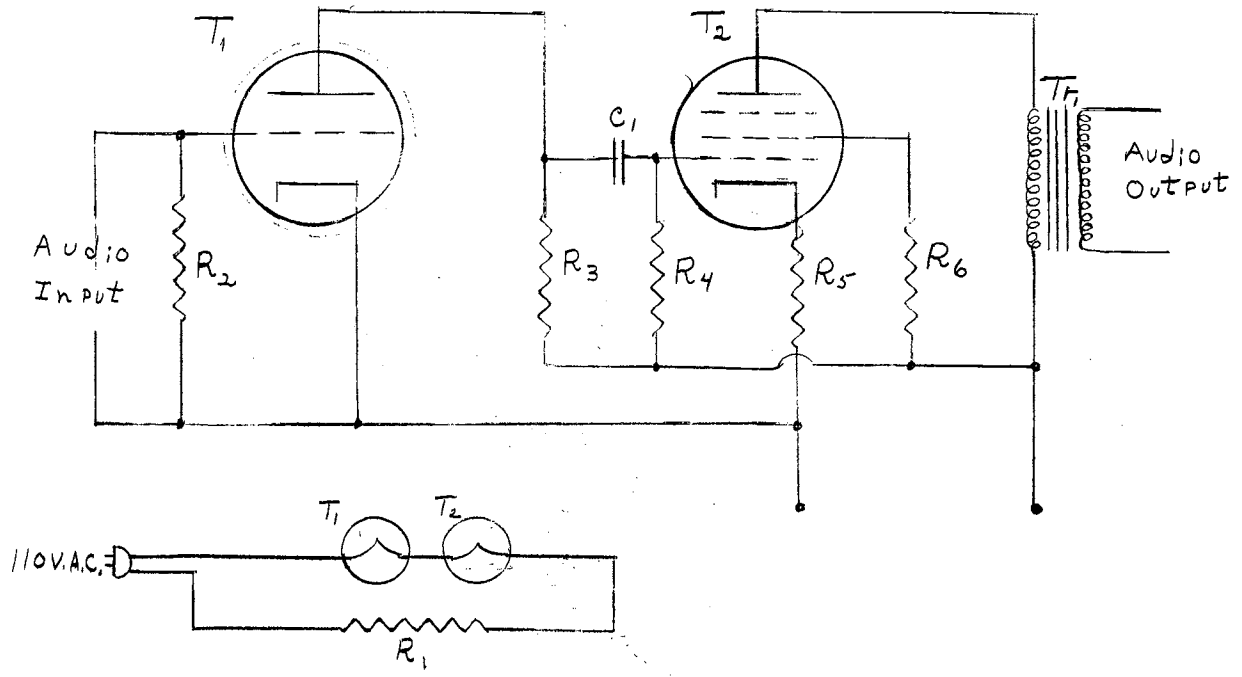 T₁
T₂
Tr₁
C₁
Audio
Input
R₂
R₃
R₄
R₅
R₆
Audio
Output
T₁
T₂
110V.A.C.
R₁